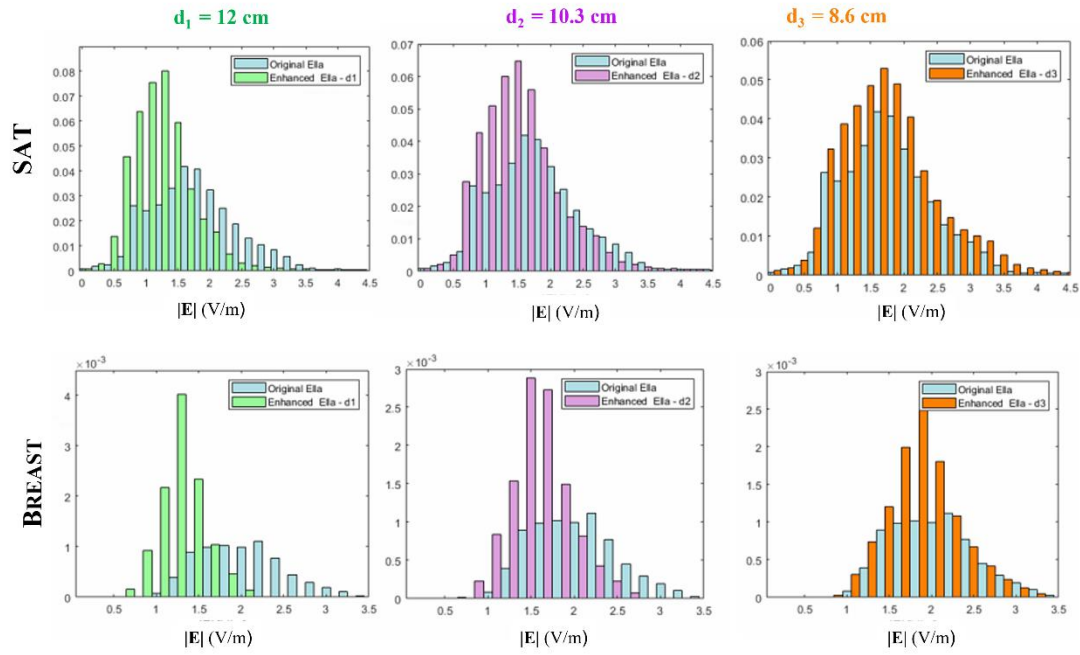 d₁ = 12 cm
d₂ = 10.3 cm
d₃ = 8.6 cm
SAT
Original Ella
Enhanced Ella - d1
0.08
0.07
0.06
0.05
0.04
0.03
0.02
0.01
0
0 0.5 1 1.5 2 2.5 3 3.5 4 4.5
|E| (V/m)
Original Ella
Enhanced Ella - d2
0.07
0.06
0.05
0.04
0.03
0.02
0.01
0
0 0.5 1 1.5 2 2.5 3 3.5 4 4.5
|E| (V/m)
Original Ella
Enhanced Ella - d3
0.06
0.05
0.04
0.03
0.02
0.01
0
0 0.5 1 1.5 2 2.5 3 3.5 4 4.5
|E| (V/m)
BREAST
×10⁻³
Original Ella
Enhanced Ella - d1
4
3
2
1
0
0.5 1 1.5 2 2.5 3 3.5
|E| (V/m)
×10⁻³
Original Ella
Enhanced Ella - d2
3
2.5
2
1.5
1
0.5
0
0.5 1 1.5 2 2.5 3 3.5
|E| (V/m)
×10⁻³
Original Ella
Enhanced Ella - d3
3
2.5
2
1.5
1
0.5
0
0.5 1 1.5 2 2.5 3 3.5
|E| (V/m)